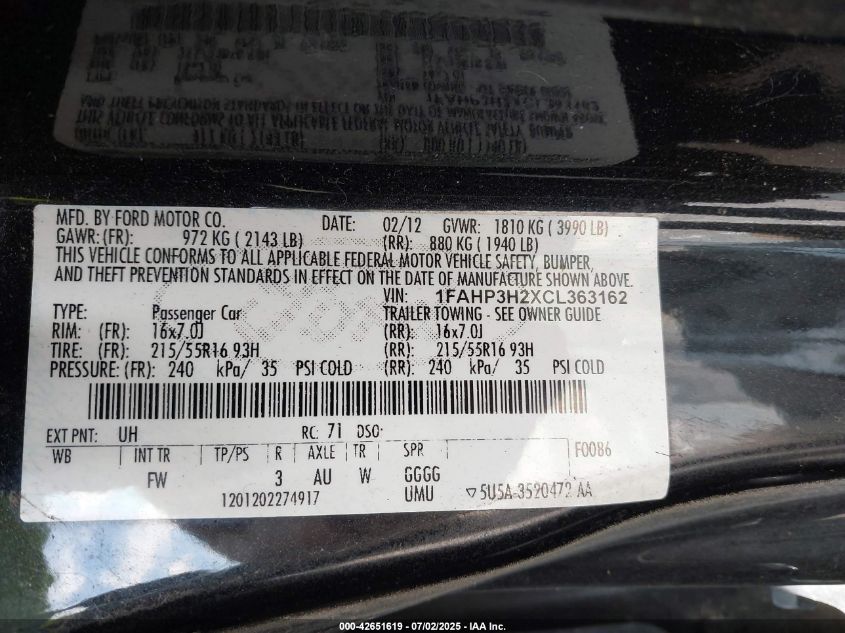 MFD. BY FORD MOTOR CO. DATE: 02/12 GVWR: 1810 KG ( 3990 LB)
GAWR: (FR): 972 KG ( 2143 LB) (RR): 880 KG ( 1940 LB)
THIS VEHICLE CONFORMS TO ALL APPLICABLE FEDERAL MOTOR VEHICLE SAFETY, BUMPER,
AND THEFT PREVENTION STANDARDS IN EFFECT ON THE DATE OF MANUFACTURE SHOWN ABOVE.
VIN: 1FAHP3H2XCL363162
TYPE: Passenger Car TRAILER TOWING - SEE OWNER GUIDE
RIM: (FR): 16x7.0J (RR): 16x7.0J
TIRE: (FR): 215/55R16 93H (RR): 215/55R16 93H
PRESSURE: (FR): 240 kPa/ 35 PSI COLD (RR): 240 kPa/ 35 PSI COLD
EXT PNT: UH RC: 71 DSO: F0086
WB INT TR TP/PS R AXLE TR SPR
FW 3 AU W GGGG
1201202274917 UMU ▽5U5A-3520472 AA
000-42651619 - 07/02/2025 - IAA Inc.